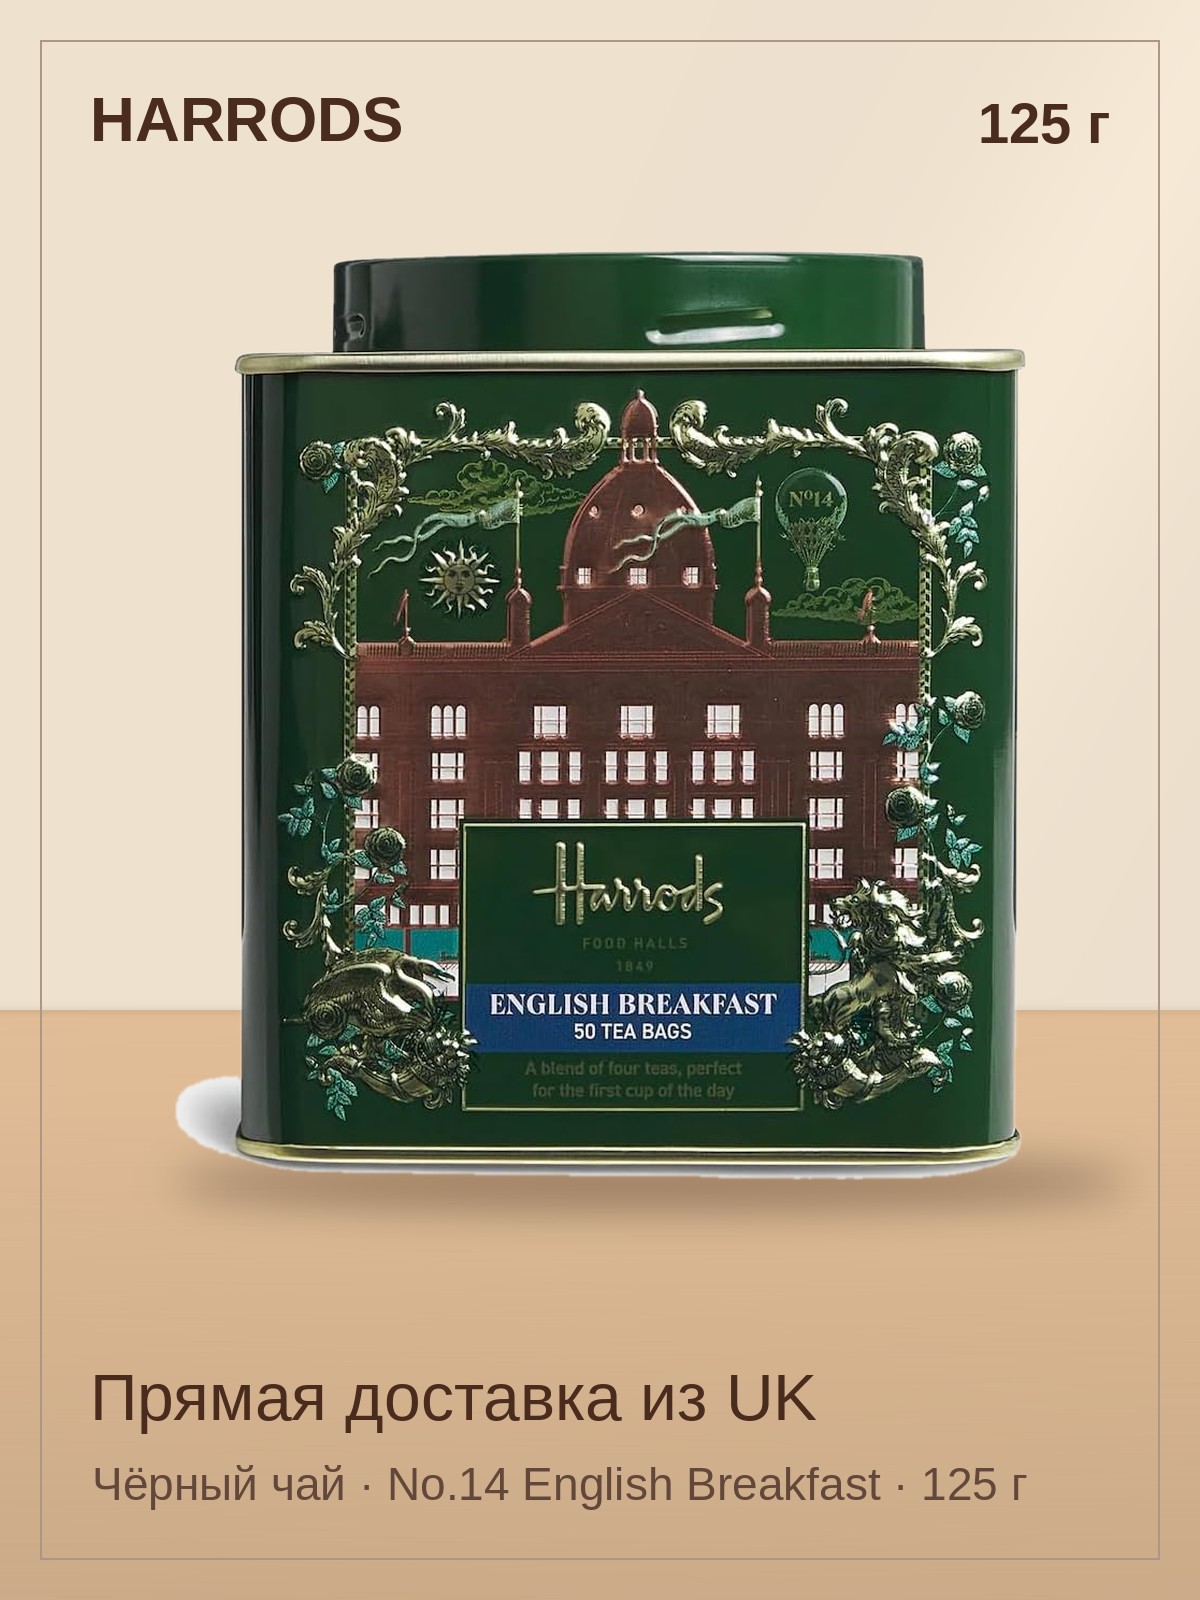 HARRODS
125 г
Nº14
Harrods
FOOD HALLS
1849
ENGLISH BREAKFAST
50 TEA BAGS
A blend of four teas, perfect
for the first cup of the day
Прямая доставка из UK
Чёрный чай · No.14 English Breakfast · 125 г